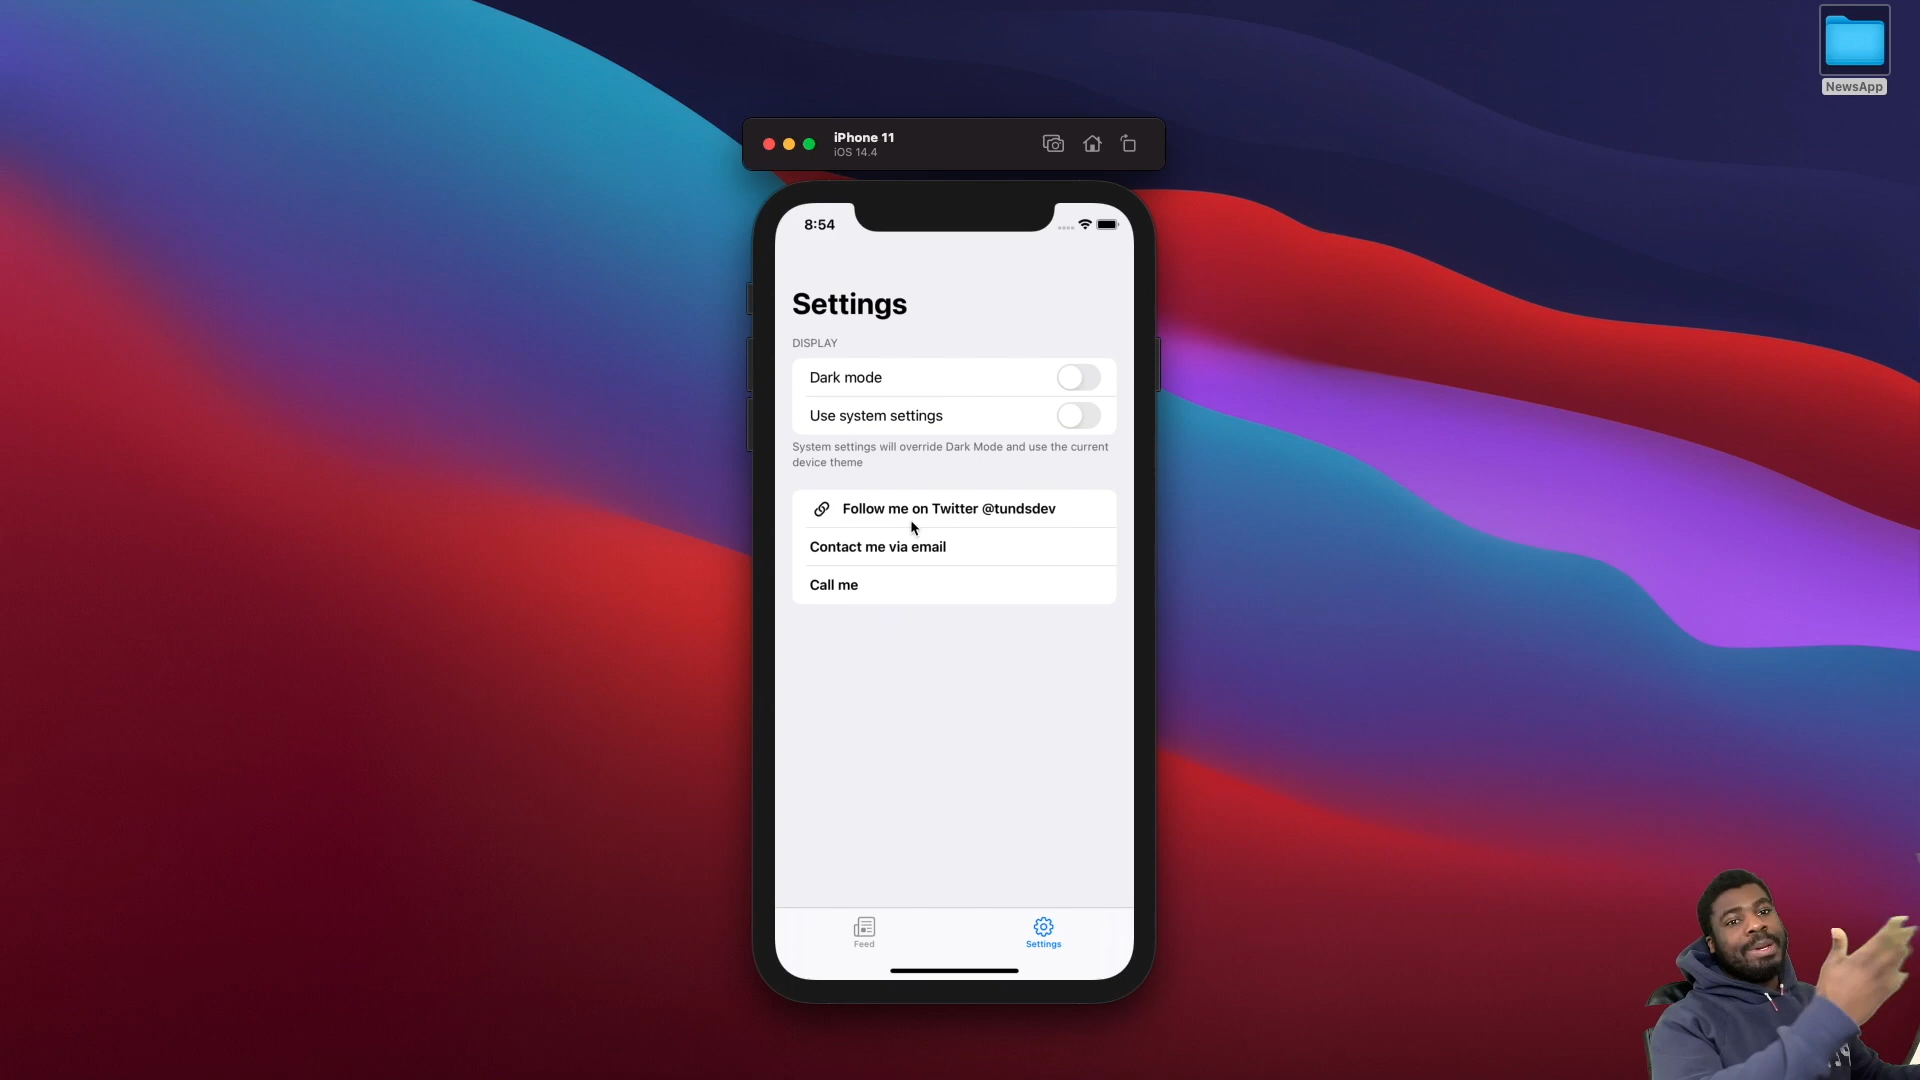 NewsApp
iPhone 11
iOS 14.4
8:54
Settings
DISPLAY
Dark mode
Use system settings
System settings will override Dark Mode and use the current
device theme
Follow me on Twitter @tundsdev
Contact me via email
Call me
Feed
Settings